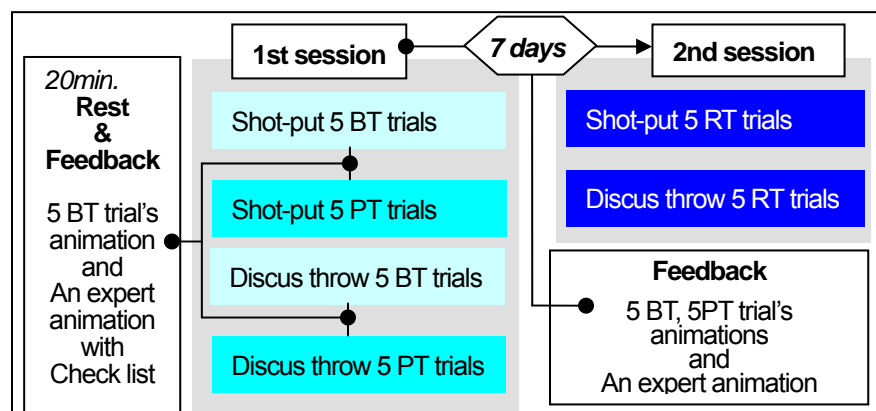 20min.
Rest
&
Feedback
5 BT trial's
animation
and
An expert
animation
with
Check list
1st session
Shot-put 5 BT trials
Shot-put 5 PT trials
Discus throw 5 BT trials
Discus throw 5 PT trials
7 days
2nd session
Shot-put 5 RT trials
Discus throw 5 RT trials
Feedback
5 BT, 5PT trial's
animations
and
An expert animation